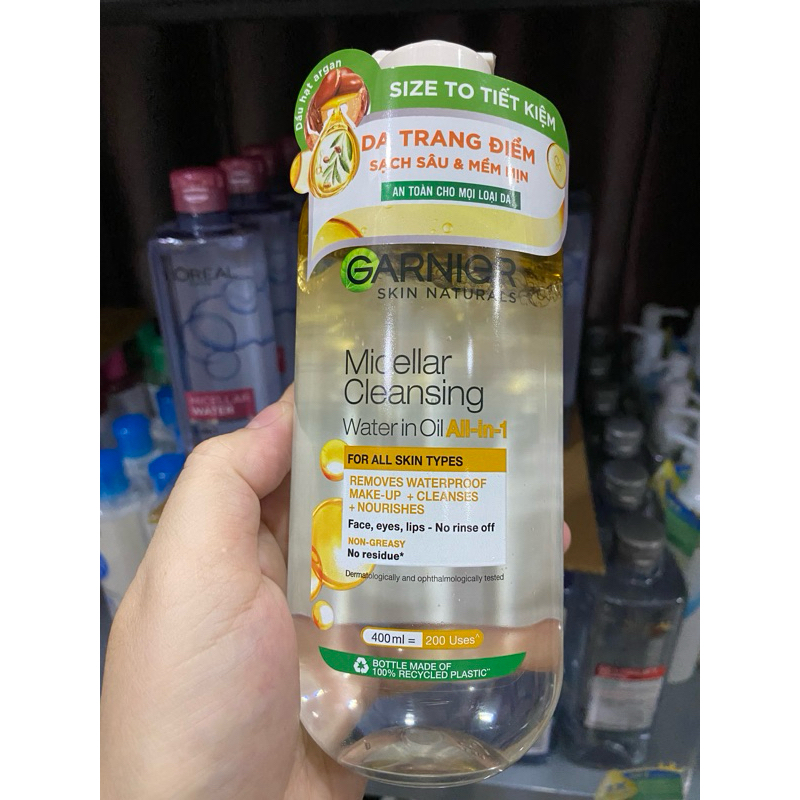 Dầu hạt argan
SIZE TO TIẾT KIỆM
DA TRANG ĐIỂM
SẠCH SÂU & MỀM MỊN
AN TOÀN CHO MỌI LOẠI DA
GARNIER
SKIN NATURALS
Micellar
Cleansing
Water in Oil All-in-1
FOR ALL SKIN TYPES
REMOVES WATERPROOF
MAKE-UP + CLEANSES
+ NOURISHES
Face, eyes, lips - No rinse off
NON-GREASY
No residue*
Dermatologically and ophthalmologically tested
400ml = 200 Uses^
BOTTLE MADE OF
100% RECYCLED PLASTIC**
L'OREAL
MICELLAR
WATER